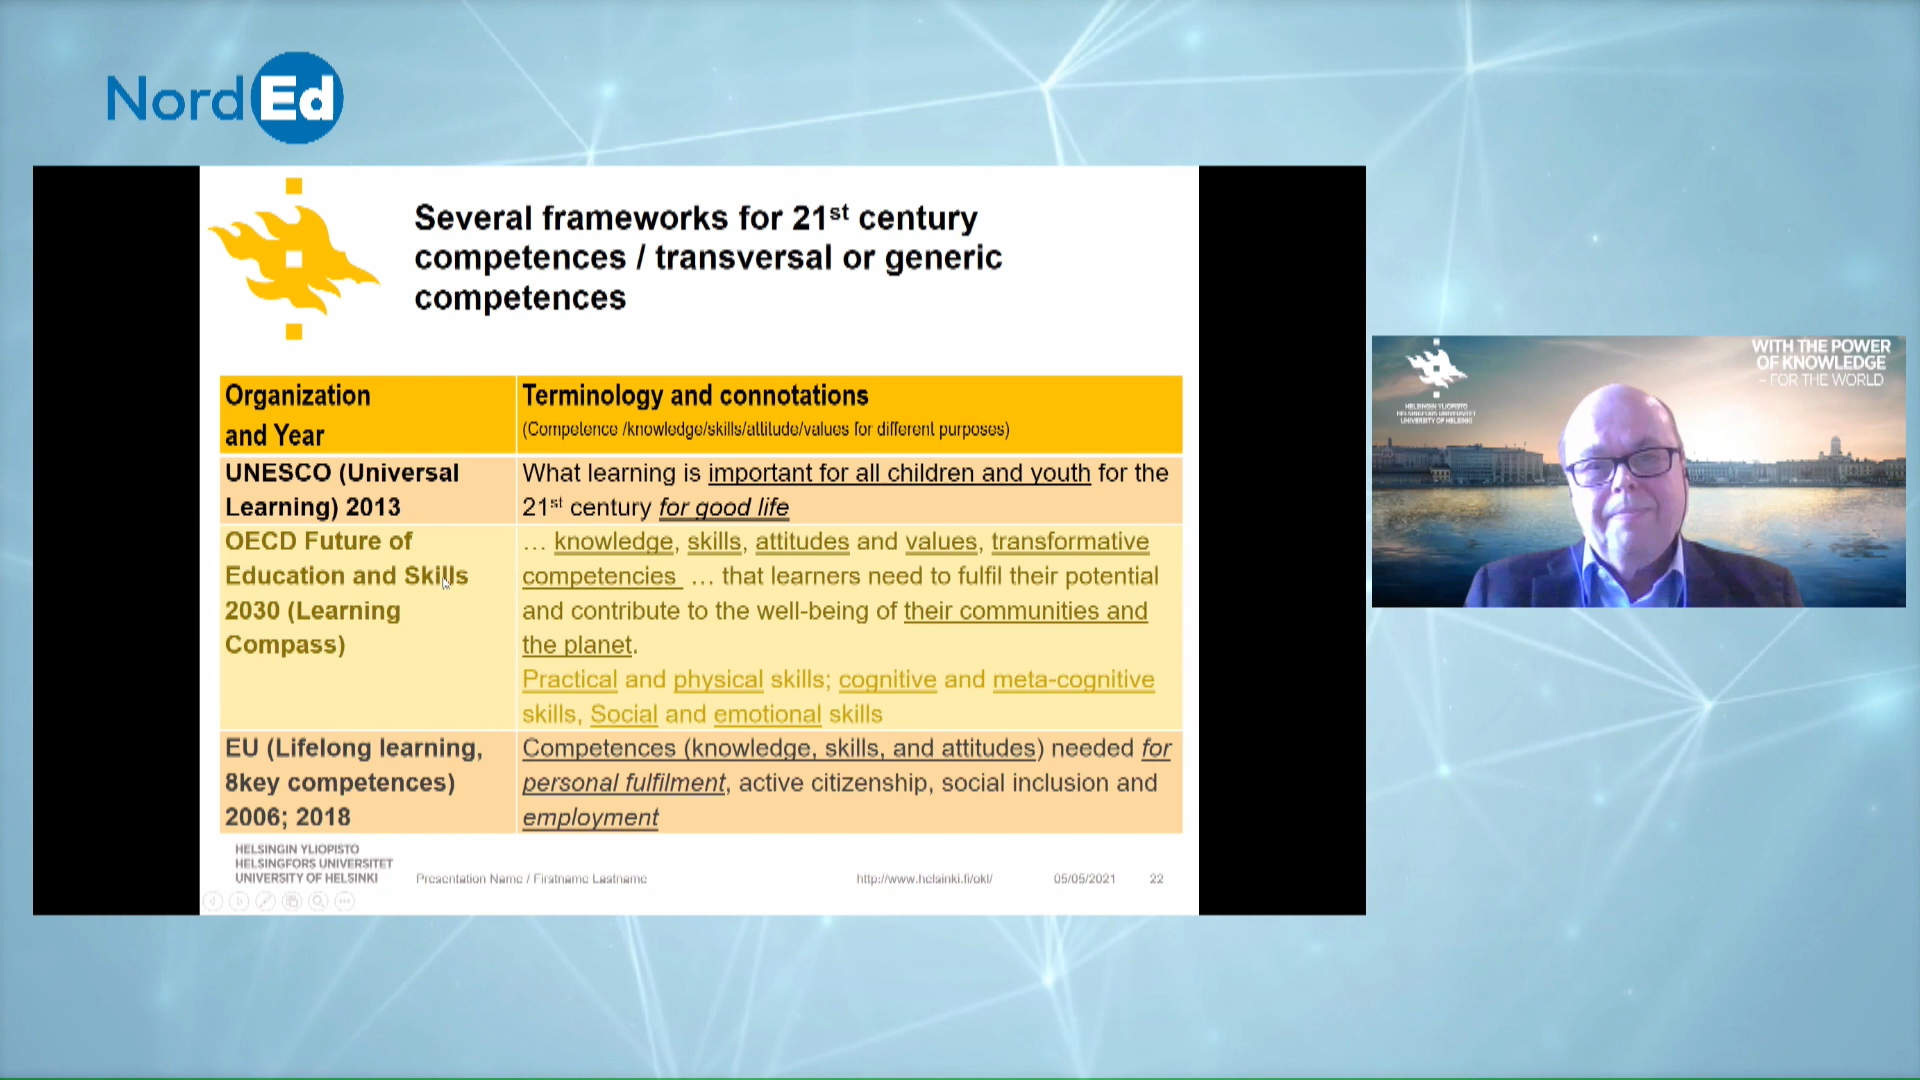 NordEd
Several frameworks for 21st century
competences / transversal or generic
competences
Organization
and Year
Terminology and connotations
(Competence /knowledge/skills/attitude/values for different purposes)
UNESCO (Universal
Learning) 2013
What learning is important for all children and youth for the
21st century for good life
OECD Future of
Education and Skills
2030 (Learning
Compass)
… knowledge, skills, attitudes and values, transformative
competencies … that learners need to fulfil their potential
and contribute to the well-being of their communities and
the planet.
Practical and physical skills; cognitive and meta-cognitive
skills, Social and emotional skills
EU (Lifelong learning,
8key competences)
2006; 2018
Competences (knowledge, skills, and attitudes) needed for
personal fulfilment, active citizenship, social inclusion and
employment
HELSINGIN YLIOPISTO
HELSINGFORS UNIVERSITET
UNIVERSITY OF HELSINKI
Presentation Name / Firstname Lastname
http://www.helsinki.fi/okl/
05/05/2021
22
WITH THE POWER
OF KNOWLEDGE
– FOR THE WORLD
HELSINGIN YLIOPISTO
HELSINGFORS UNIVERSITET
UNIVERSITY OF HELSINKI